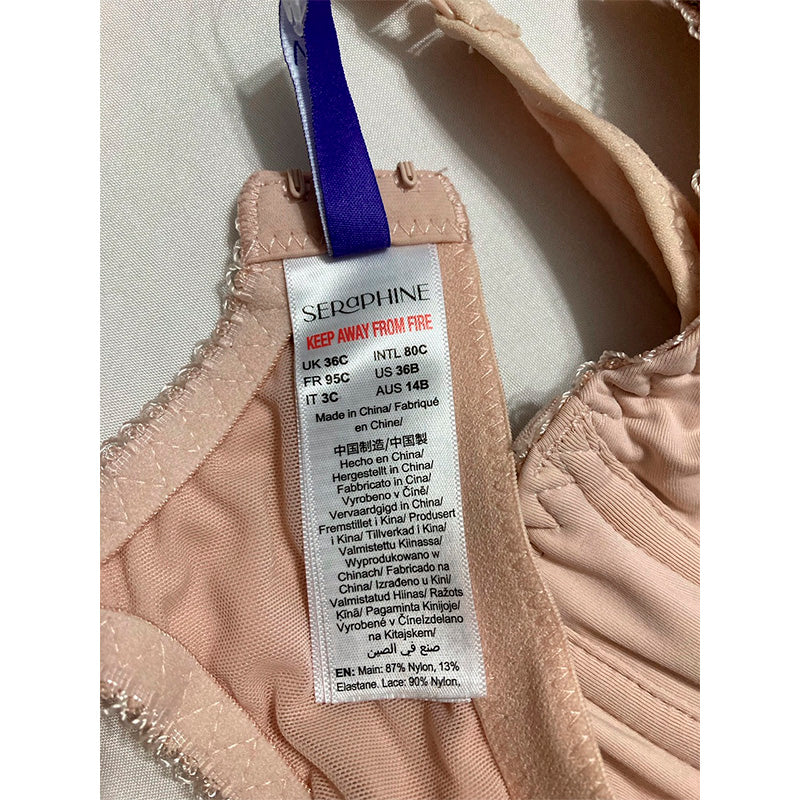 SERaPHINE
KEEP AWAY FROM FIRE
UK 36C INTL 80C
FR 95C US 36B
IT 3C AUS 14B
Made in China/ Fabriqué
en Chine/
中国制造/中国製
Hecho en China/
Hergestellt in China/
Fabbricato in Cina/
Vyrobeno v Číně/
Vervaardigd in China/
Fremstillet i Kina/ Produsert
i Kina/ Tillverkad i Kina/
Valmistettu Kiinassa/
Wyprodukowano w
Chinach/ Fabricado na
China/ Izrađeno u Kini/
Valmistatud Hiinas/ Ražots
Ķīnā/ Pagaminta Kinijoje/
Vyrobené v Číne/Izdelano
na Kitajskem/
صنع في الصين
EN: Main: 87% Nylon, 13%
Elastane. Lace: 90% Nylon,